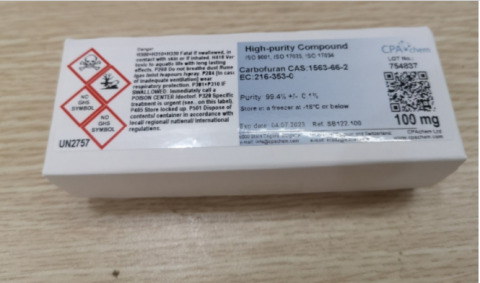 Danger
H300+H310+H330 Fatal if swallowed, in
contact with skin or if inhaled. H410 Very
toxic to aquatic life with long lasting
effects. P260 Do not breathe dust /fume
/gas /mist /vapours /spray. P284 [In case
of inadequate ventilation] wear
respiratory protection. P301+P310 IF
SWALLOWED: Immediately call a
POISON CENTER /doctor. P320 Specific
treatment is urgent (see .. on this label).
P405 Store locked up. P501 Dispose of
contents/ container in accordance with
local/ regional/ national/ international
regulations.
NO
GHS
SYMBOL
NO
GHS
SYMBOL
UN2757
High-purity Compound
ISO 9001, ISO 17025, ISO 17034
Carbofuran CAS:1563-66-2
EC:216-353-0
Purity 99.4% +/-
Store in a freezer at -18°C or below
Exp date 04.07.2023 Ref. SB122.100
CPAchem
LOT No.:
754837
100 mg
CPAchem Ltd